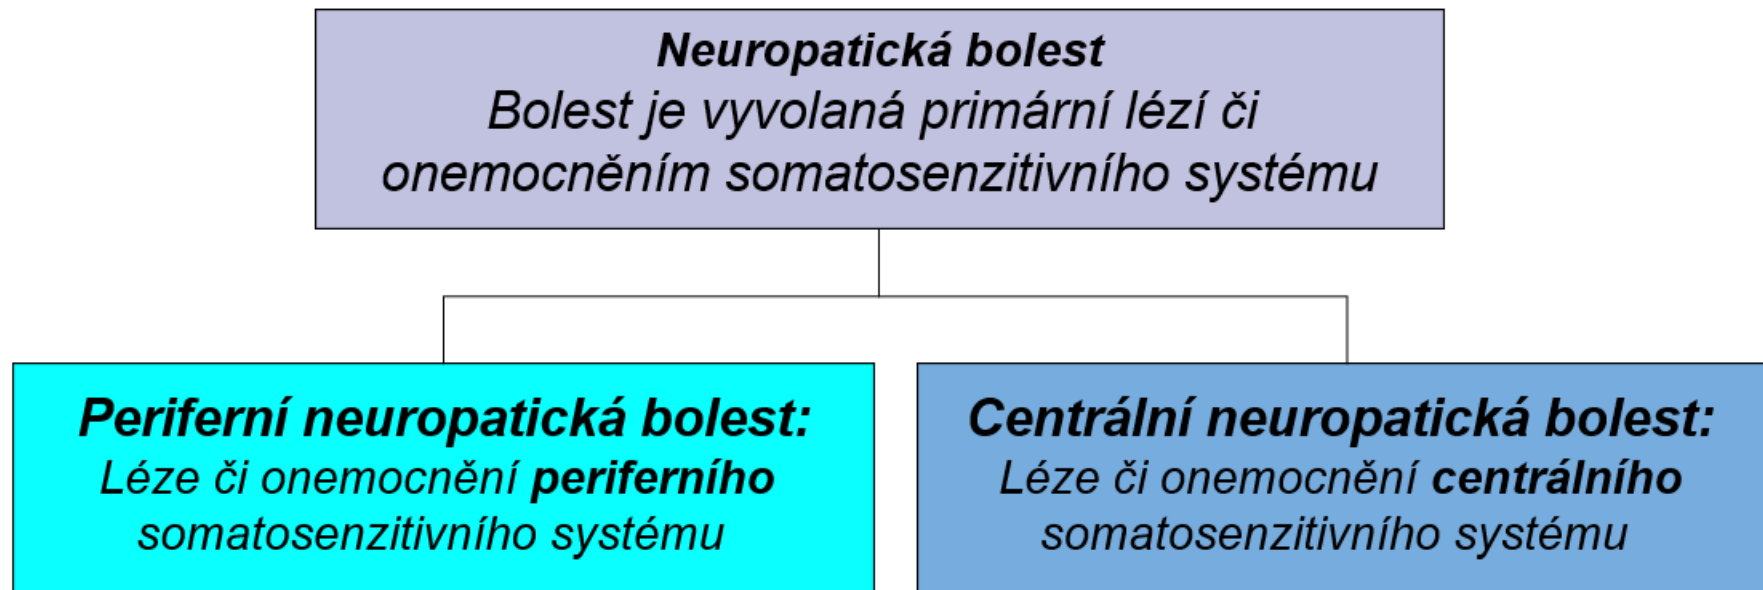 Neuropatická bolest
Bolest je vyvolaná primární lézí či
onemocněním somatosenzitivního systému
Periferní neuropatická bolest:
Léze či onemocnění periferního
somatosenzitivního systému
Centrální neuropatická bolest:
Léze či onemocnění centrálního
somatosenzitivního systému